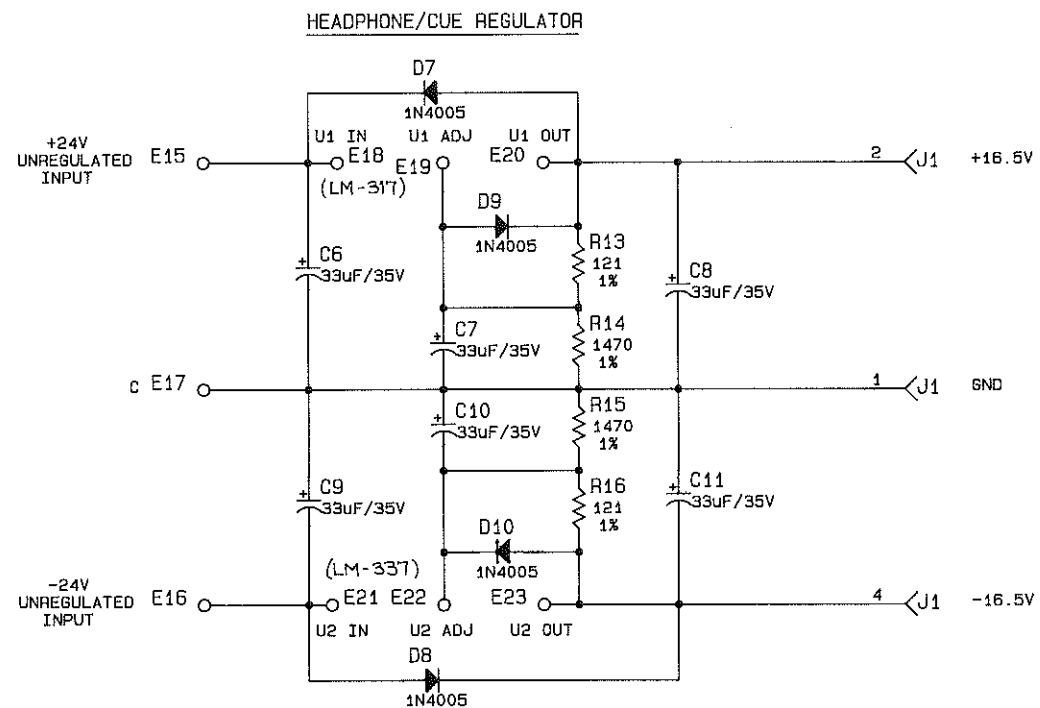 HEADPHONE/CUE REGULATOR
D7
1N4005
U1 IN
U1 ADJ
U1 OUT
+24V
UNREGULATED
INPUT
E15
E18
E19
E20
2
J1
+16.5V
(LM-317)
D9
1N4005
R13
121
1%
C6
+
33uF/35V
C8
+
33uF/35V
R14
1470
1%
C7
+
33uF/35V
C E17
1
J1
GND
C10
+
33uF/35V
R15
1470
1%
C9
+
33uF/35V
R16
121
1%
C11
+
33uF/35V
D10
1N4005
(LM-337)
-24V
UNREGULATED
INPUT
E16
E21
E22
E23
4
J1
-16.5V
U2 IN
U2 ADJ
U2 OUT
D8
1N4005